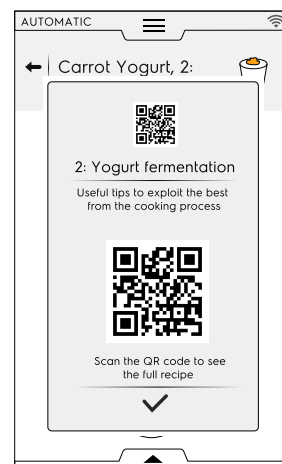 AUTOMATIC
Carrot Yogurt, 2:
2: Yogurt fermentation
Useful tips to exploit the best
from the cooking process
Scan the QR code to see
the full recipe